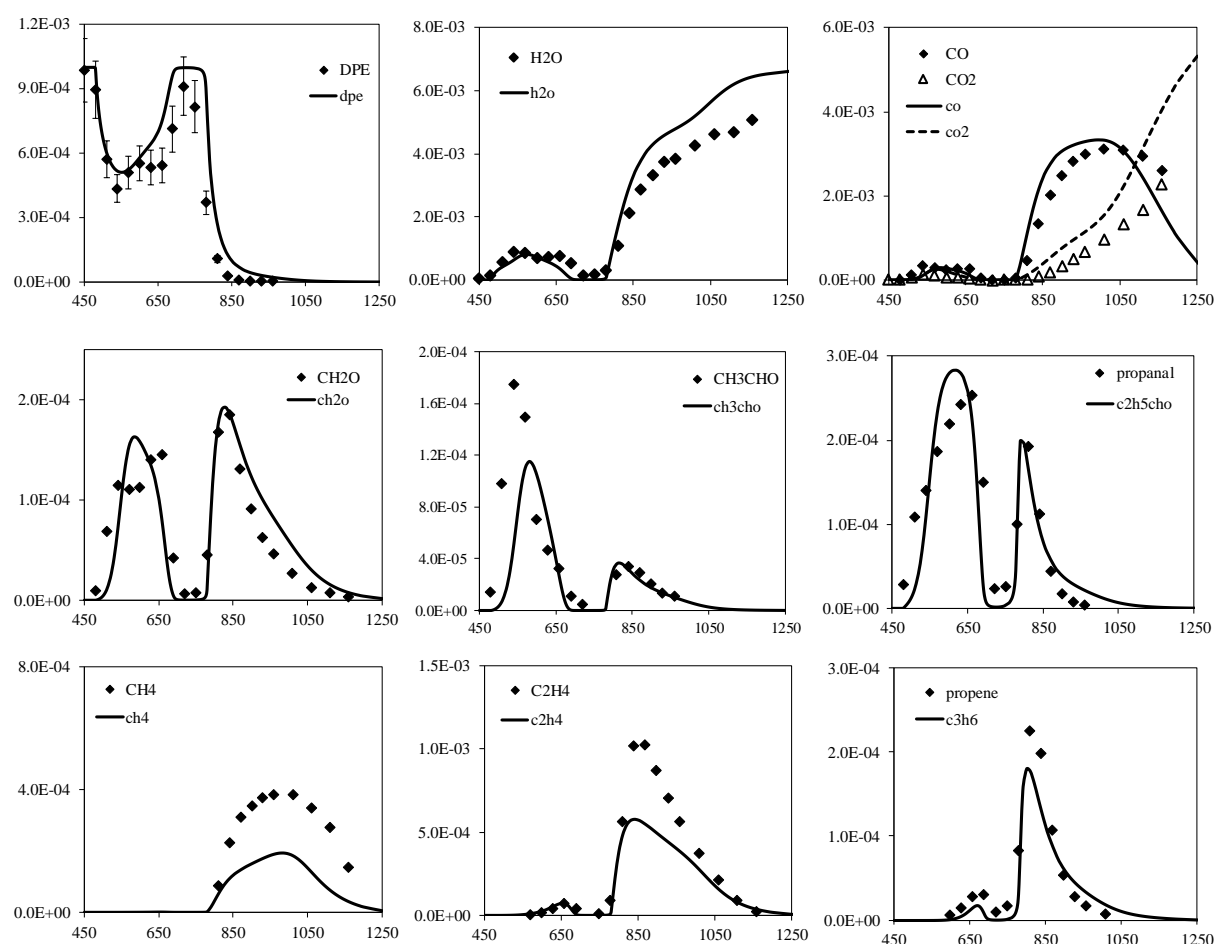 1.2E-03
9.0E-04
6.0E-04
3.0E-04
0.0E+00
450 650 850 1050 1250
DPE
dpe
8.0E-03
6.0E-03
4.0E-03
2.0E-03
0.0E+00
450 650 850 1050 1250
H2O
h2o
6.0E-03
4.0E-03
2.0E-03
0.0E+00
450 650 850 1050 1250
CO
CO2
co
co2
2.0E-04
1.0E-04
0.0E+00
450 650 850 1050 1250
CH2O
ch2o
2.0E-04
1.6E-04
1.2E-04
8.0E-05
4.0E-05
0.0E+00
450 650 850 1050 1250
CH3CHO
ch3cho
3.0E-04
2.0E-04
1.0E-04
0.0E+00
450 650 850 1050 1250
propanal
c2h5cho
8.0E-04
4.0E-04
0.0E+00
450 650 850 1050 1250
CH4
ch4
1.5E-03
1.0E-03
5.0E-04
0.0E+00
450 650 850 1050 1250
C2H4
c2h4
3.0E-04
2.0E-04
1.0E-04
0.0E+00
450 650 850 1050 1250
propene
c3h6